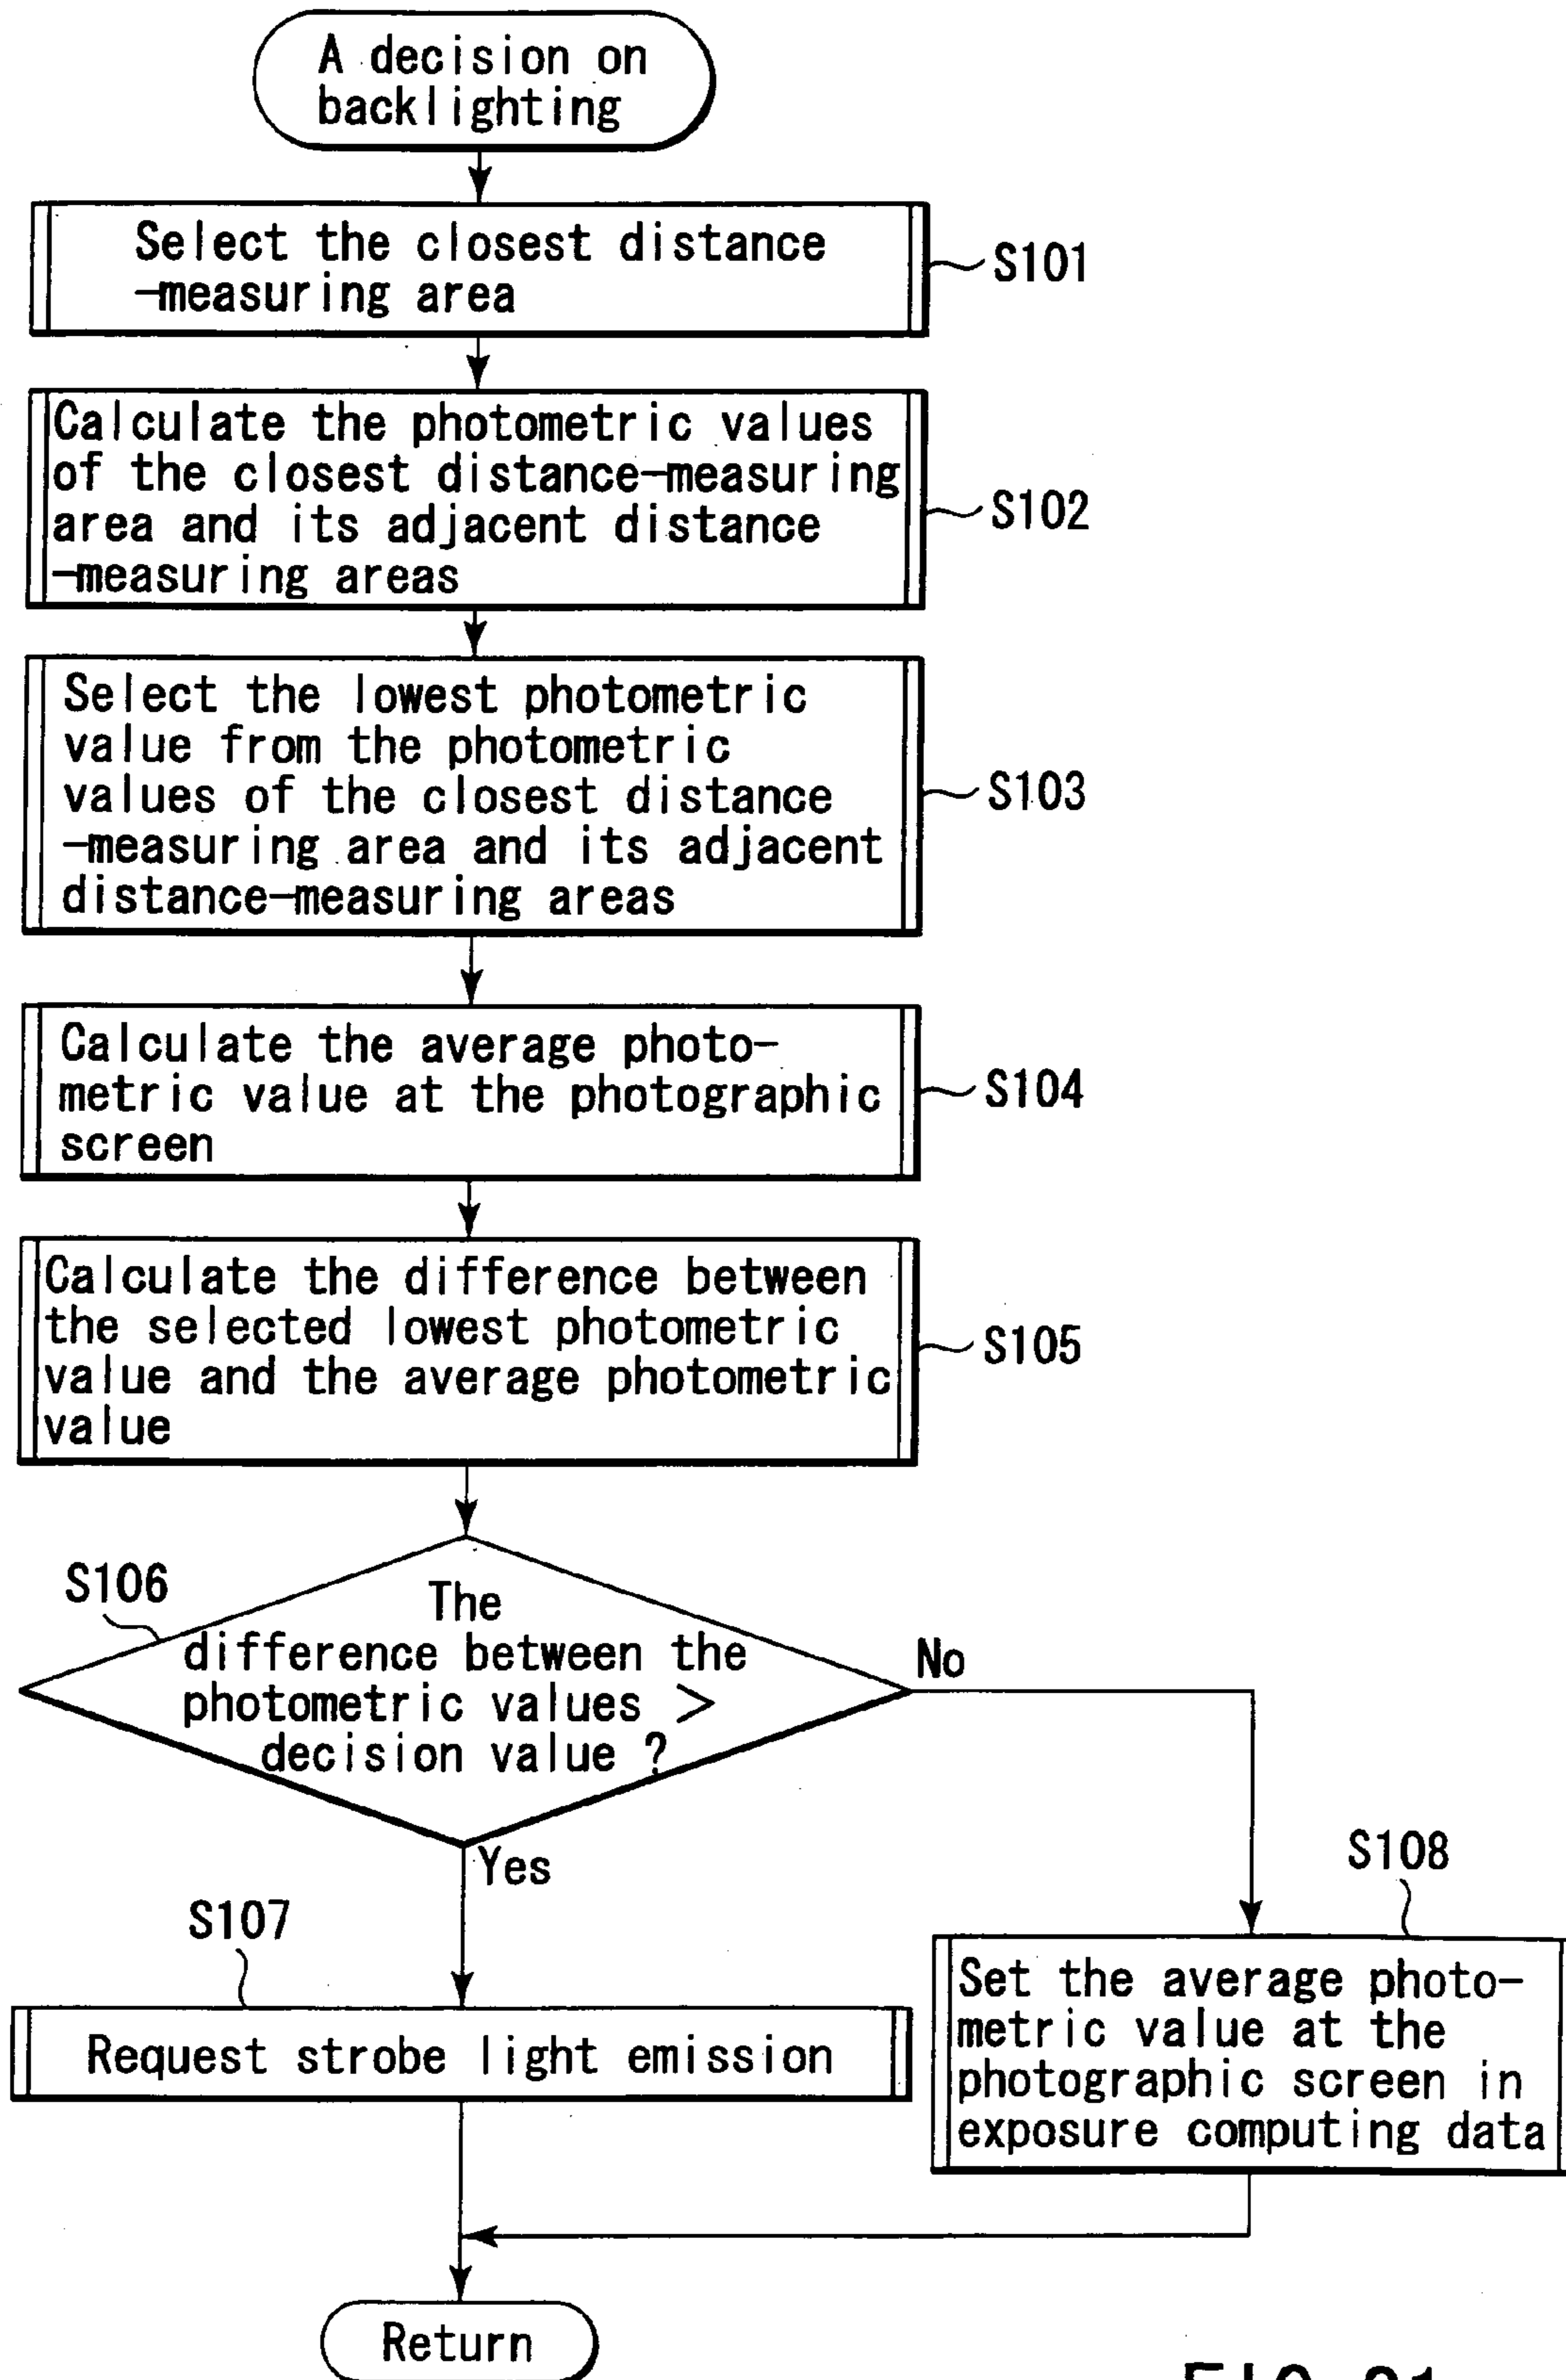 A decision on
backlighting
Select the closest distance
-measuring area
S101
Calculate the photometric values
of the closest distance-measuring
area and its adjacent distance
-measuring areas
S102
Select the lowest photometric
value from the photometric
values of the closest distance
-measuring area and its adjacent
distance-measuring areas
S103
Calculate the average photo-
metric value at the photographic
screen
S104
Calculate the difference between
the selected lowest photometric
value and the average photometric
value
S105
S106
The
difference between the
photometric values >
decision value ?
No
Yes
S107
Request strobe light emission
S108
Set the average photo-
metric value at the
photographic screen in
exposure computing data
Return